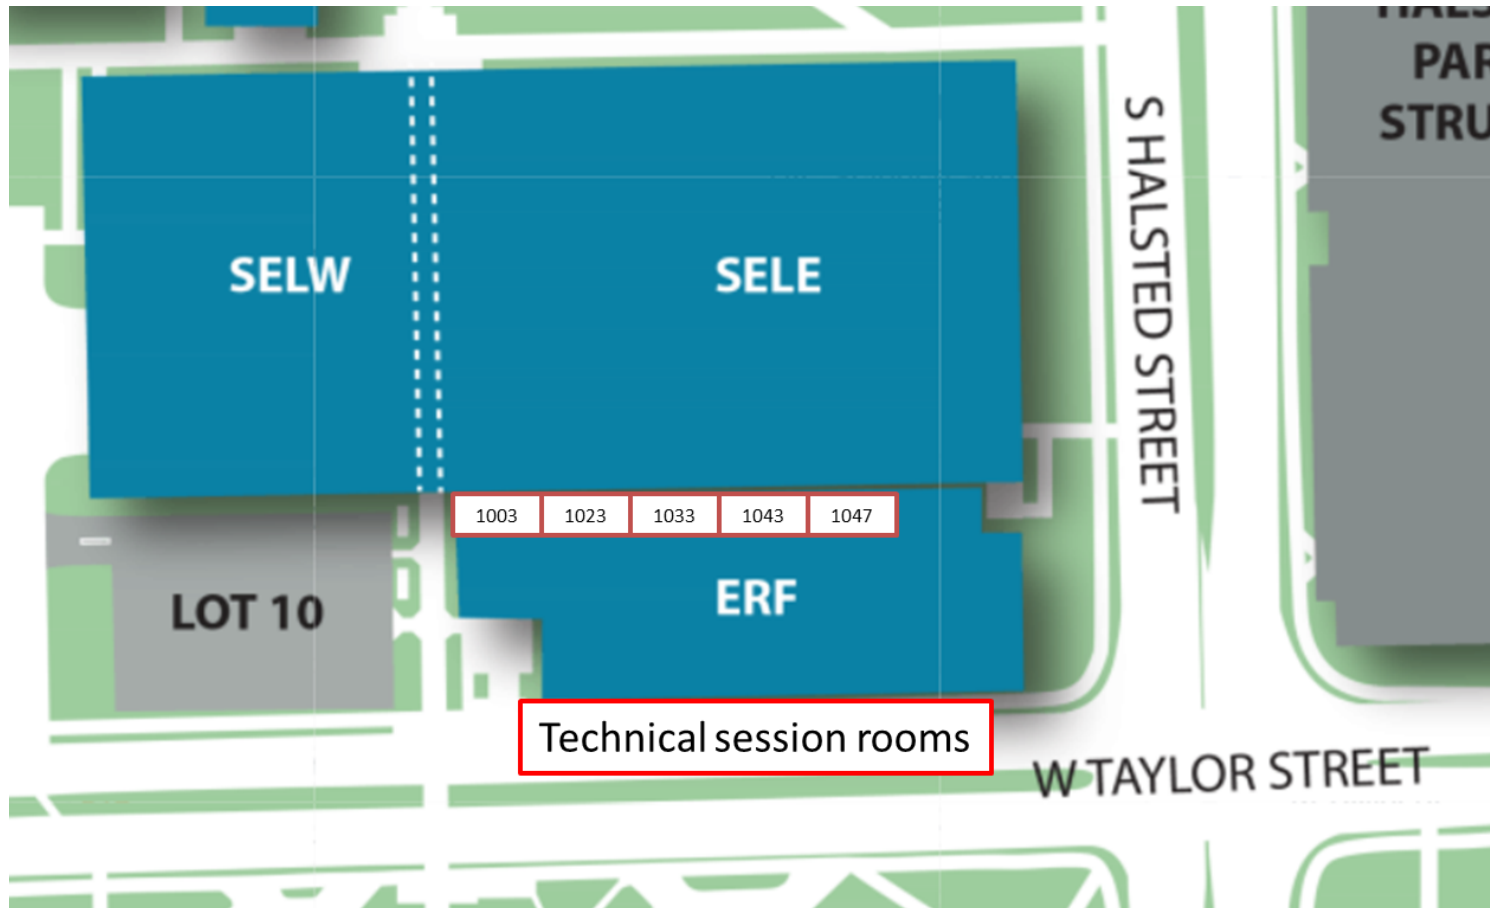 PAR
STRU
S HALSTED STREET
SELW
SELE
1003 1023 1033 1043 1047
ERF
LOT 10
Technical session rooms
W TAYLOR STREET